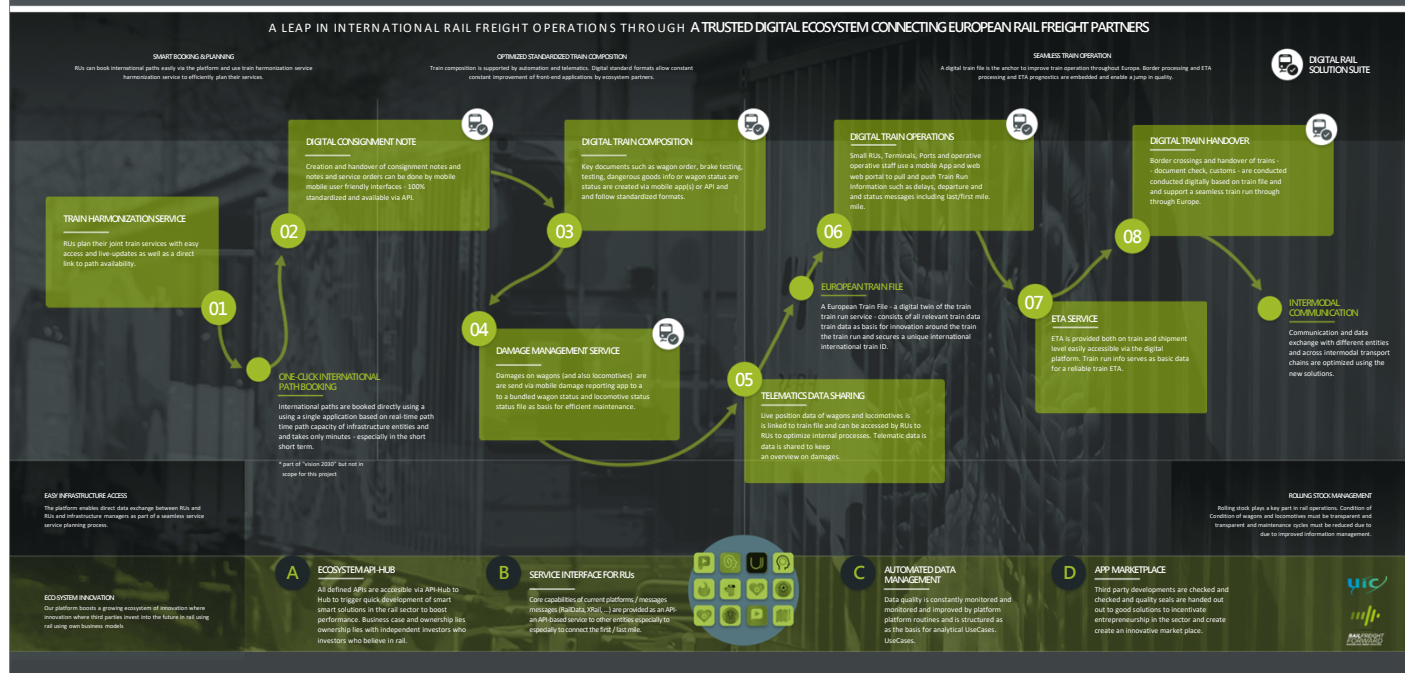 A LEAP IN INTERNATIONAL RAIL FREIGHT OPERATIONS THROUGH A TRUSTED DIGITAL ECOSYSTEM CONNECTING EUROPEAN RAIL FREIGHT PARTNERS
SMART BOOKING & PLANNING
RUs can book international paths easily via the platform and use train harmonization service
harmonization service to efficiently plan their services.
OPTIMIZED STANDARDIZED TRAIN COMPOSITION
Train composition is supported by automation and telematics. Digital standard formats allow constant
constant improvement of front-end applications by ecosystem partners.
SEAMLESS TRAIN OPERATION
A digital train file is the anchor to improve train operation throughout Europe. Border processing and ETA
processing and ETA prognostics are embedded and enable a jump in quality.
DIGITAL RAIL
SOLUTION SUITE
TRAIN HARMONIZATION SERVICE
RUs plan their joint train services with easy
access and live-updates as well as a direct
link to path availability.
01
ONE-CLICK INTERNATIONAL
PATH BOOKING
International paths are booked directly using a
using a single application based on real-time path
time path capacity of infrastructure entities and
and takes only minutes - especially in the short
short term.
* part of "vision 2030" but not in
scope for this project
DIGITAL CONSIGNMENT NOTE
Creation and handover of consignment notes and
notes and service orders can be done by mobile
mobile user friendly interfaces - 100%
standardized and available via API.
02
DIGITAL TRAIN COMPOSITION
Key documents such as wagon order, brake testing,
testing, dangerous goods info or wagon status are
status are created via mobile app(s) or API and
and follow standardized formats.
03
04
DAMAGE MANAGEMENT SERVICE
Damages on wagons (and also locomotives) are
are send via mobile damage reporting app to a
to a bundled wagon status and locomotive status
status file as basis for efficient maintenance.
05
TELEMATICS DATA SHARING
Live position data of wagons and locomotives is
is linked to train file and can be accessed by RUs to
RUs to optimize internal processes. Telematic data is
data is shared to keep
an overview on damages.
EUROPEAN TRAIN FILE
A European Train File - a digital twin of the train
train run service - consists of all relevant train data
train data as basis for innovation around the train
the train run and secures a unique international
international train ID.
DIGITAL TRAIN OPERATIONS
Small RUs, Terminals, Ports and operative
operative staff use a mobile App and web
web portal to pull and push Train Run
Information such as delays, departure and
and status messages including last/first mile.
mile.
06
07
ETA SERVICE
ETA is provided both on train and shipment
level easily accessible via the digital
platform. Train run info serves as basic data
for a reliable train ETA.
DIGITAL TRAIN HANDOVER
Border crossings and handover of trains -
- document check, customs - are conducted
conducted digitally based on train file and
and support a seamless train run through
through Europe.
08
INTERMODAL
COMMUNICATION
Communication and data
exchange with different entities
and across intermodal transport
chains are optimized using the
new solutions.
EASY INFRASTRUCTURE ACCESS
The platform enables direct data exchange between RUs and
RUs and infrastructure managers as part of a seamless service
service planning process.
ROLLING STOCK MANAGEMENT
Rolling stock plays a key part in rail operations. Condition of
Condition of wagons and locomotives must be transparent and
transparent and maintenance cycles must be reduced due to
due to improved information management.
ECO-SYSTEM INNOVATION
Our platform boosts a growing ecosystem of innovation where
innovation where third parties invest into the future in rail using
rail using own business models
A
ECOSYSTEM API-HUB
All defined APIs are accesible via API-Hub to
Hub to trigger quick development of smart
smart solutions in the rail sector to boost
performance. Business case and ownership lies
ownership lies with independent investors who
investors who believe in rail.
B
SERVICE INTERFACE FOR RUs
Core capabilities of current platforms / messages
messages (RailData, XRail, ...) are provided as an API-
an API-based service to other entities especially to
especially to connect the first / last mile.
C
AUTOMATED DATA
MANAGEMENT
Data quality is constantly monitored and
monitored and improved by platform
platform routines and is structured as
as the basis for analytical UseCases.
UseCases.
D
APP MARKETPLACE
Third party developments are checked and
checked and quality seals are handed out
out to good solutions to incentivate
entrepreneurship in the sector and create
create an innovative market place.
uic
RAILFREIGHT
FORWARD